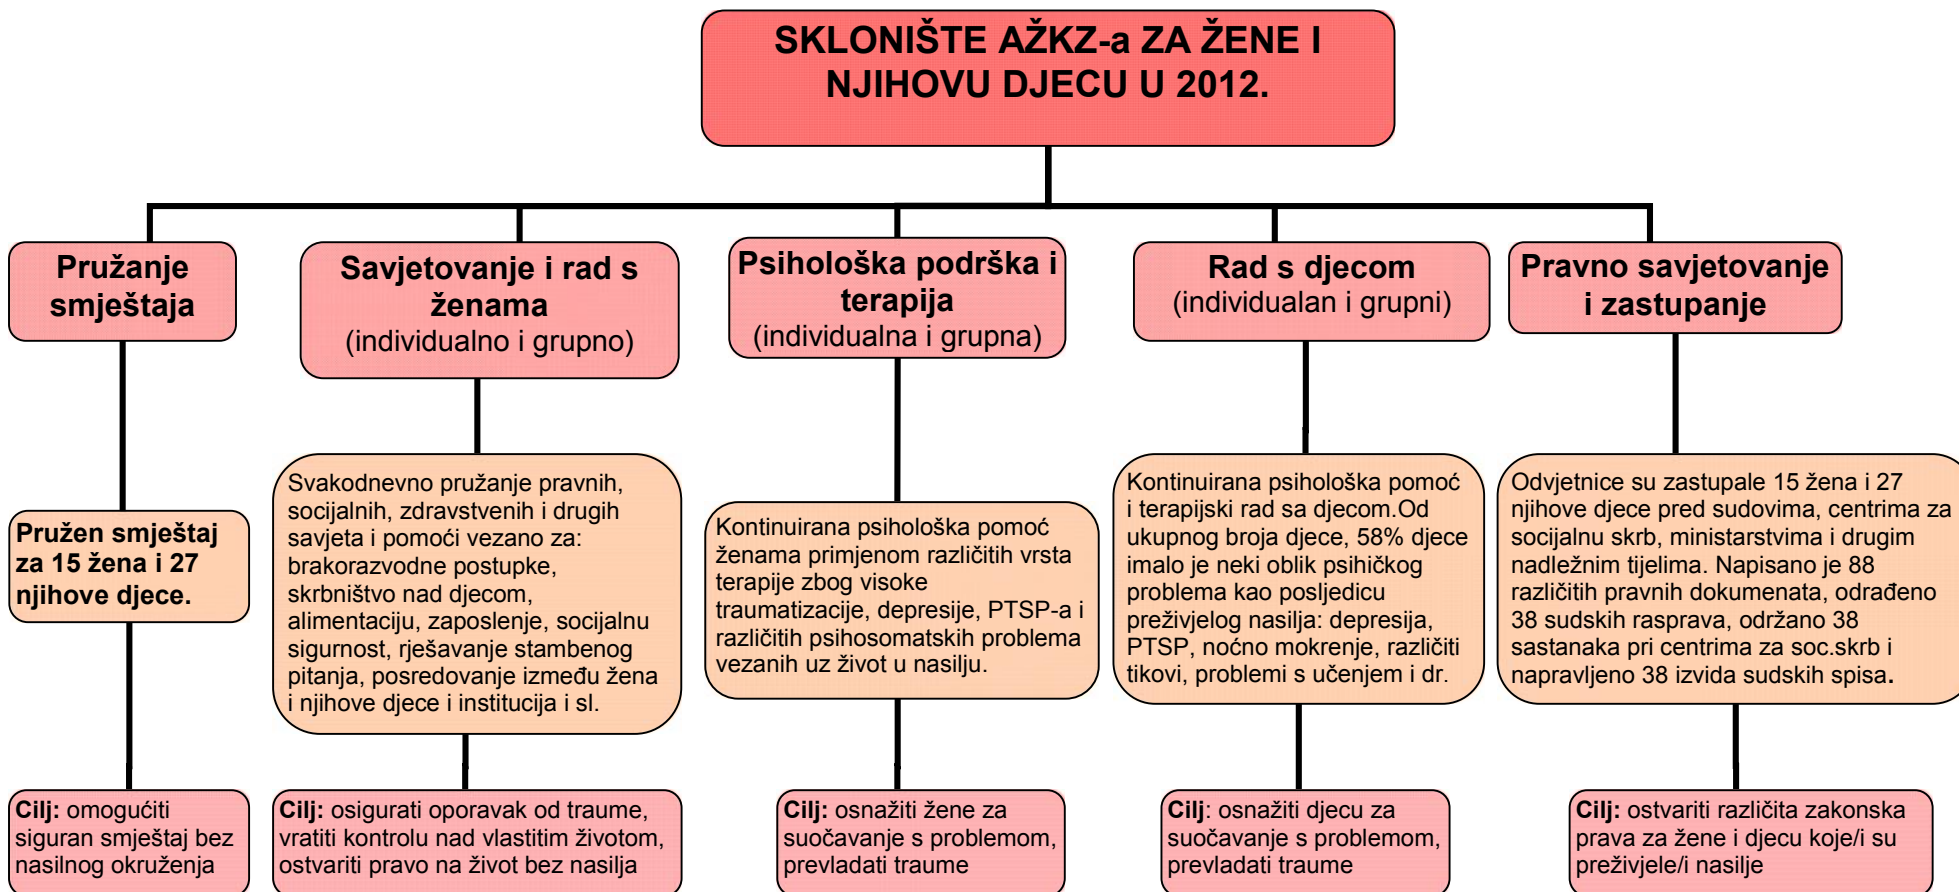 SKLONIŠTE AŽKZ-a ZA ŽENE I
NJIHOVU DJECU U 2012.
Pružanje
smještaja
Savjetovanje i rad s
ženama
(individualno i grupno)
Psihološka podrška i
terapija
(individualna i grupna)
Rad s djecom
(individualan i grupni)
Pravno savjetovanje
i zastupanje
Pružen smještaj
za 15 žena i 27
njihove djece.
Svakodnevno pružanje pravnih,
socijalnih, zdravstvenih i drugih
savjeta i pomoći vezano za:
brakorazvodne postupke,
skrbništvo nad djecom,
alimentaciju, zaposlenje, socijalnu
sigurnost, rješavanje stambenog
pitanja, posredovanje između žena
i njihove djece i institucija i sl.
Kontinuirana psihološka pomoć
ženama primjenom različitih vrsta
terapije zbog visoke
traumatizacije, depresije, PTSP-a i
različitih psihosomatskih problema
vezanih uz život u nasilju.
Kontinuirana psihološka pomoć
i terapijski rad sa djecom.Od
ukupnog broja djece, 58% djece
imalo je neki oblik psihičkog
problema kao posljedicu
preživjelog nasilja: depresija,
PTSP, noćno mokrenje, različiti
tikovi, problemi s učenjem i dr.
Odvjetnice su zastupale 15 žena i 27
njihove djece pred sudovima, centrima za
socijalnu skrb, ministarstvima i drugim
nadležnim tijelima. Napisano je 88
različitih pravnih dokumenata, odrađeno
38 sudskih rasprava, održano 38
sastanaka pri centrima za soc.skrb i
napravljeno 38 izvida sudskih spisa.
Cilj: omogućiti
siguran smještaj bez
nasilnog okruženja
Cilj: osigurati oporavak od traume,
vratiti kontrolu nad vlastitim životom,
ostvariti pravo na život bez nasilja
Cilj: osnažiti žene za
suočavanje s problemom,
prevladati traume
Cilj: osnažiti djecu za
suočavanje s problemom,
prevladati traume
Cilj: ostvariti različita zakonska
prava za žene i djecu koje/i su
preživjele/i nasilje